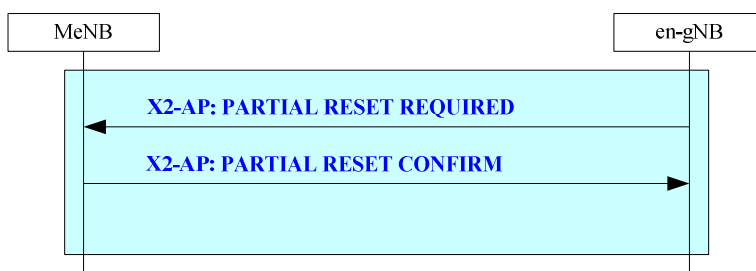 MeNB
en-gNB
X2-AP: PARTIAL RESET REQUIRED
X2-AP: PARTIAL RESET CONFIRM